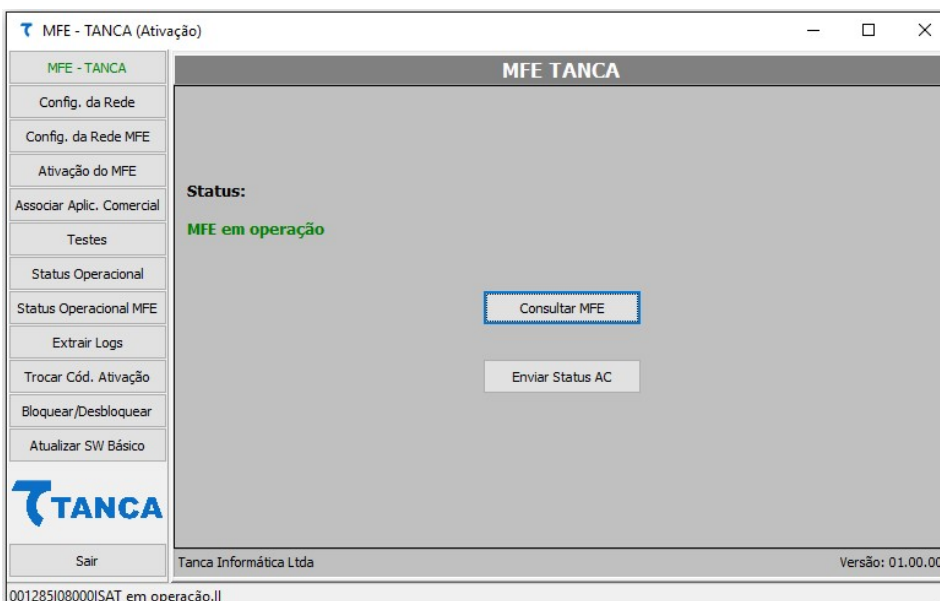 MFE - TANCA (Ativação)
MFE - TANCA
Config. da Rede
Config. da Rede MFE
Ativação do MFE
Associar Aplic. Comercial
Testes
Status Operacional
Status Operacional MFE
Extrair Logs
Trocar Cód. Ativação
Bloquear/Desbloquear
Atualizar SW Básico
TANCA
Sair
MFE TANCA
Status:
MFE em operação
Consultar MFE
Enviar Status AC
Tanca Informática Ltda
Versão: 01.00.00
001285|08000|SAT em operação.||